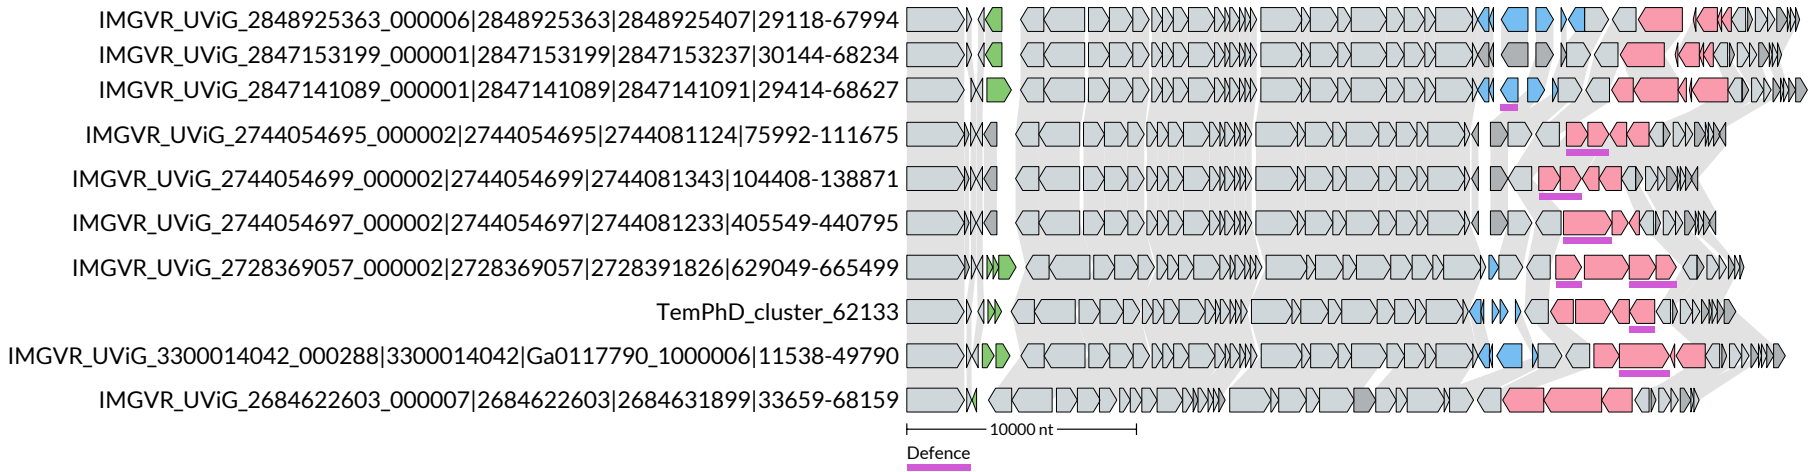 IMGVR_UViG_2848925363_000006|2848925363|2848925407|29118-67994
IMGVR_UViG_2847153199_000001|2847153199|2847153237|30144-68234
IMGVR_UViG_2847141089_000001|2847141089|2847141091|29414-68627
IMGVR_UViG_2744054695_000002|2744054695|2744081124|75992-111675
IMGVR_UViG_2744054699_000002|2744054699|2744081343|104408-138871
IMGVR_UViG_2744054697_000002|2744054697|2744081233|405549-440795
IMGVR_UViG_2728369057_000002|2728369057|2728391826|629049-665499
TemPhD_cluster_62133
IMGVR_UViG_3300014042_000288|3300014042|Ga0117790_1000006|11538-49790
IMGVR_UViG_2684622603_000007|2684622603|2684631899|33659-68159
10000 nt
Defence